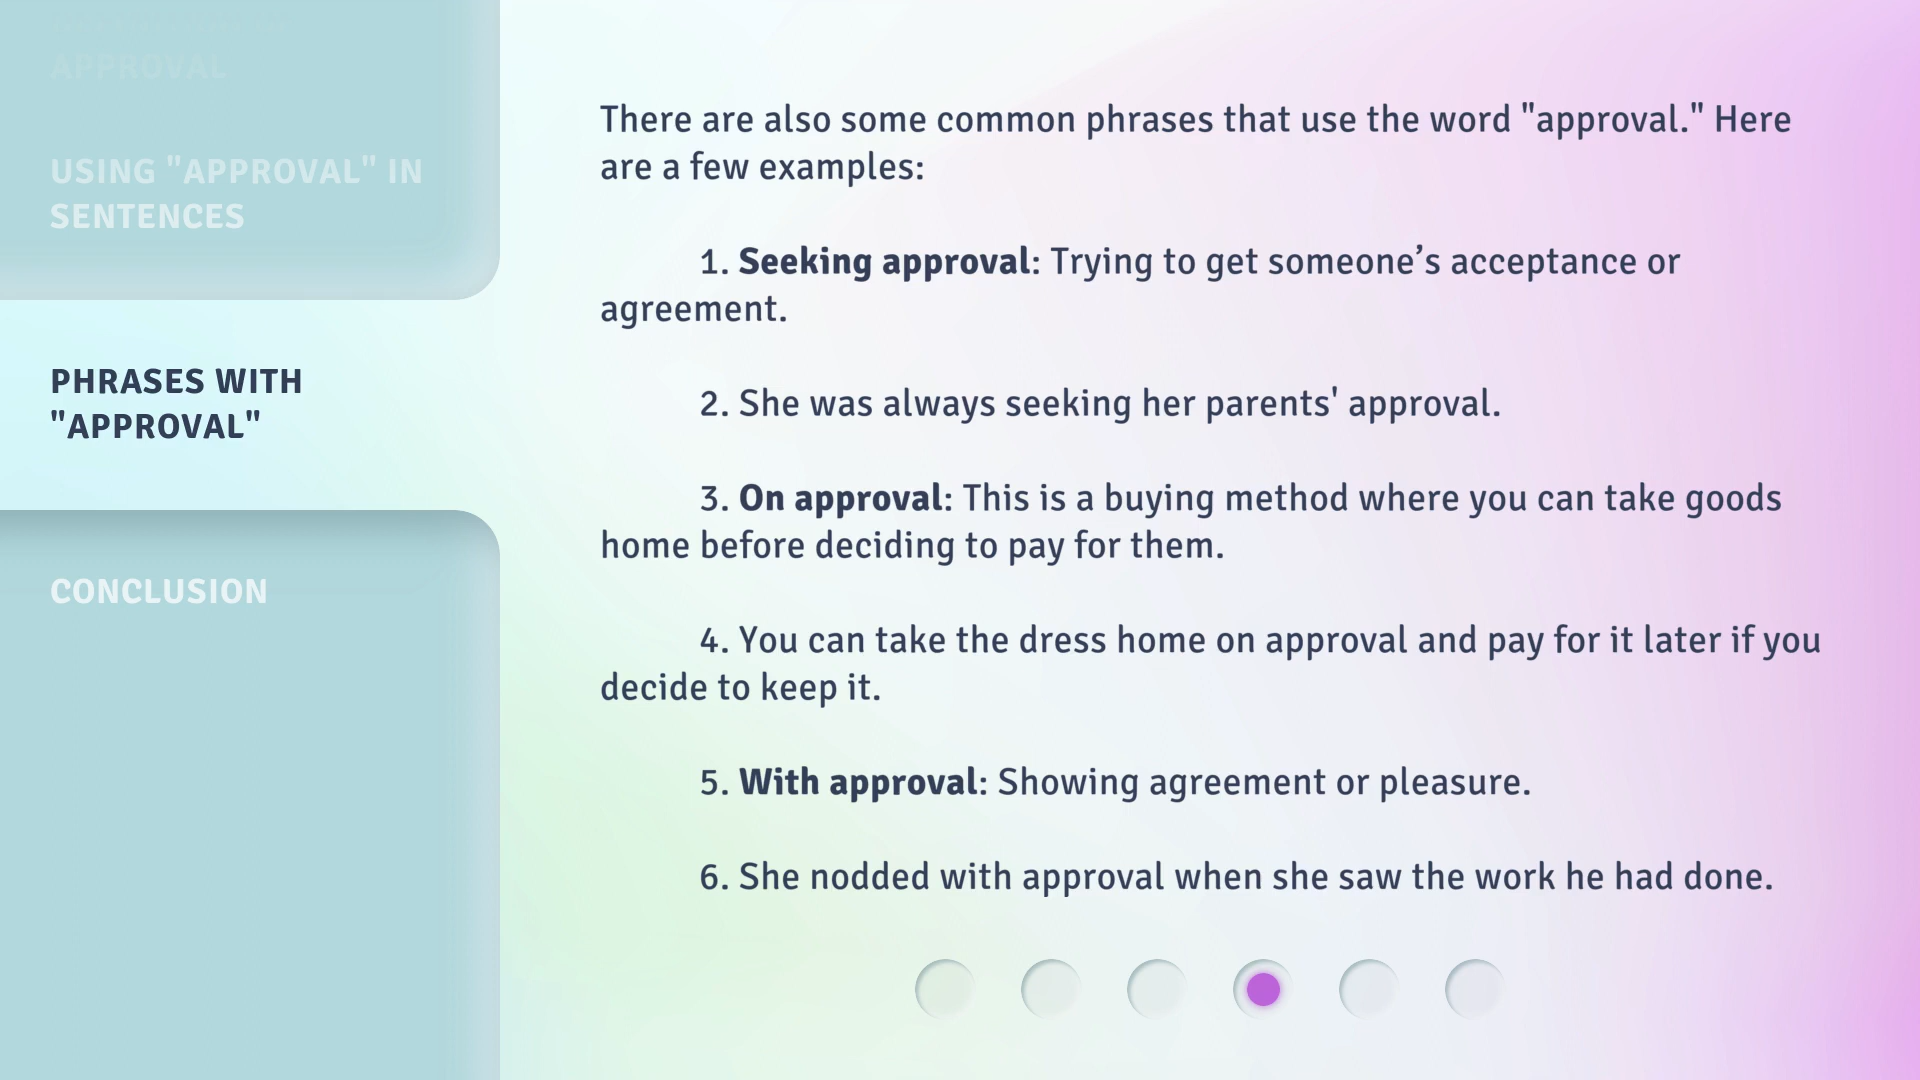 APPROVAL
USING "APPROVAL" IN
SENTENCES
PHRASES WITH
"APPROVAL"
CONCLUSION
There are also some common phrases that use the word "approval." Here
are a few examples:
1. Seeking approval: Trying to get someone’s acceptance or
agreement.
2. She was always seeking her parents' approval.
3. On approval: This is a buying method where you can take goods
home before deciding to pay for them.
4. You can take the dress home on approval and pay for it later if you
decide to keep it.
5. With approval: Showing agreement or pleasure.
6. She nodded with approval when she saw the work he had done.